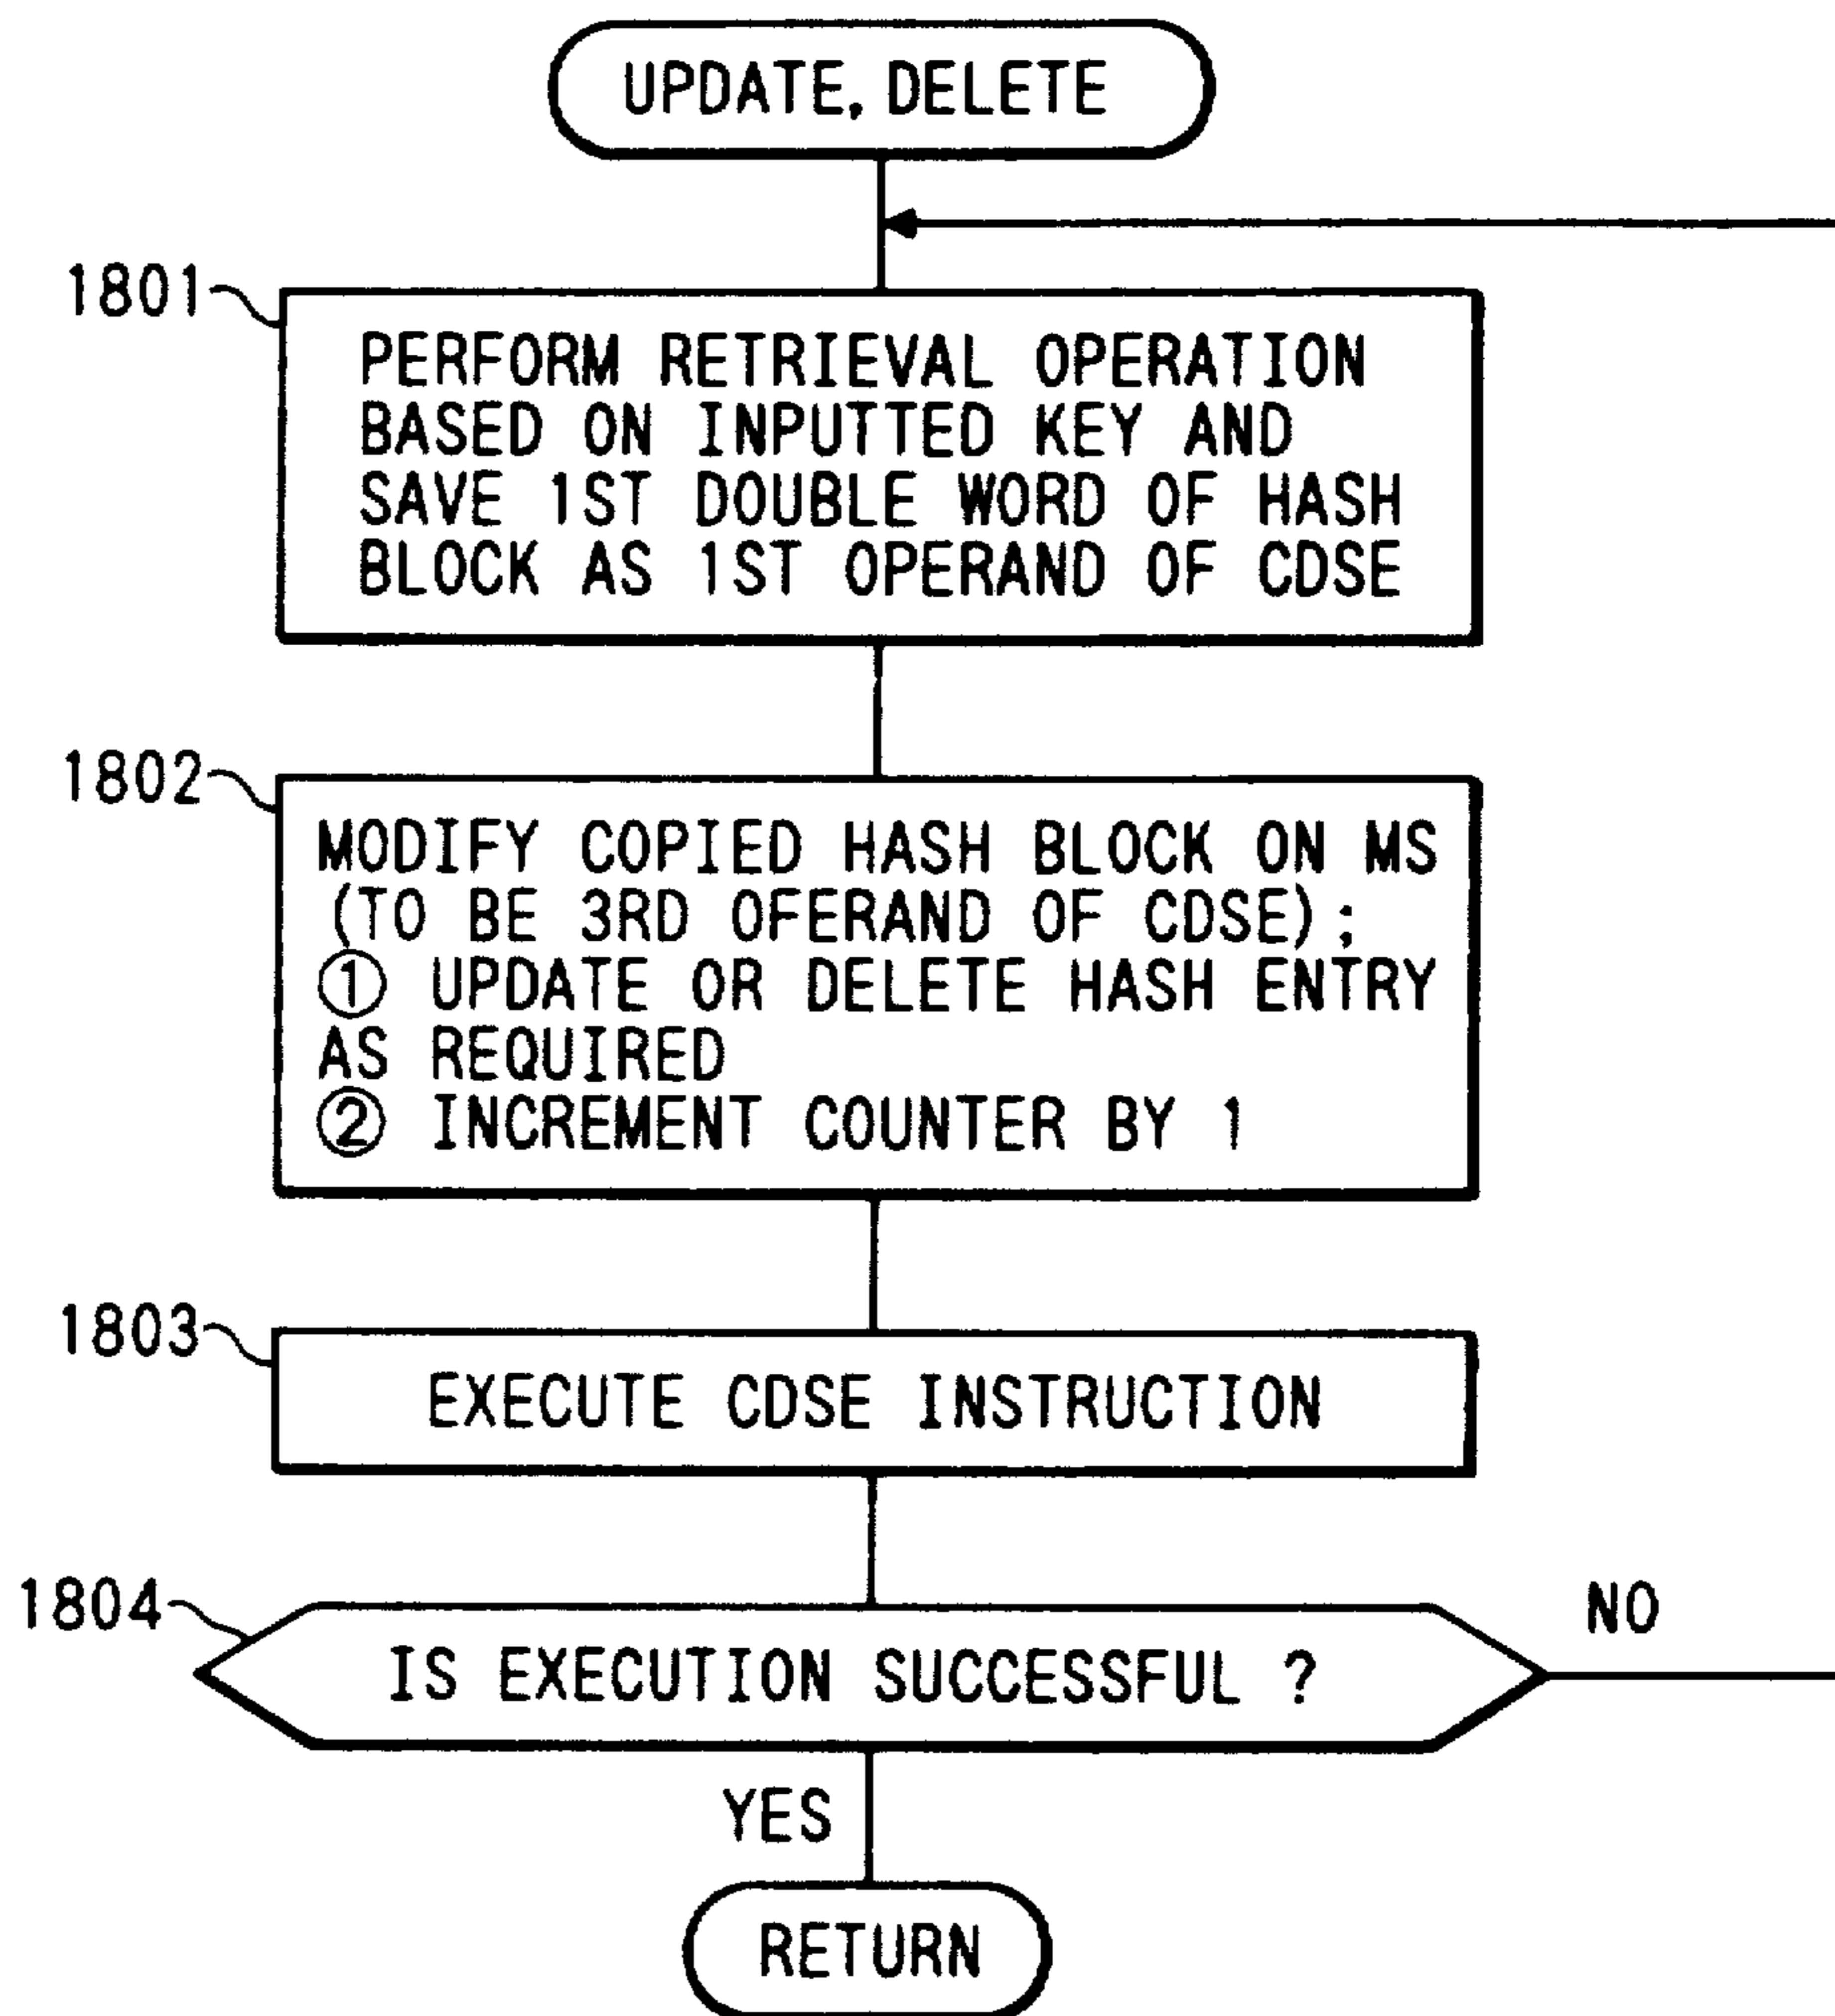 UPDATE, DELETE
1801
PERFORM RETRIEVAL OPERATION
BASED ON INPUTTED KEY AND
SAVE 1ST DOUBLE WORD OF HASH
BLOCK AS 1ST OPERAND OF CDSE
1802
MODIFY COPIED HASH BLOCK ON MS
(TO BE 3RD OFERAND OF CDSE);
① UPDATE OR DELETE HASH ENTRY
AS REQUIRED
② INCREMENT COUNTER BY 1
1803
EXECUTE CDSE INSTRUCTION
1804
IS EXECUTION SUCCESSFUL ?
NO
YES
RETURN